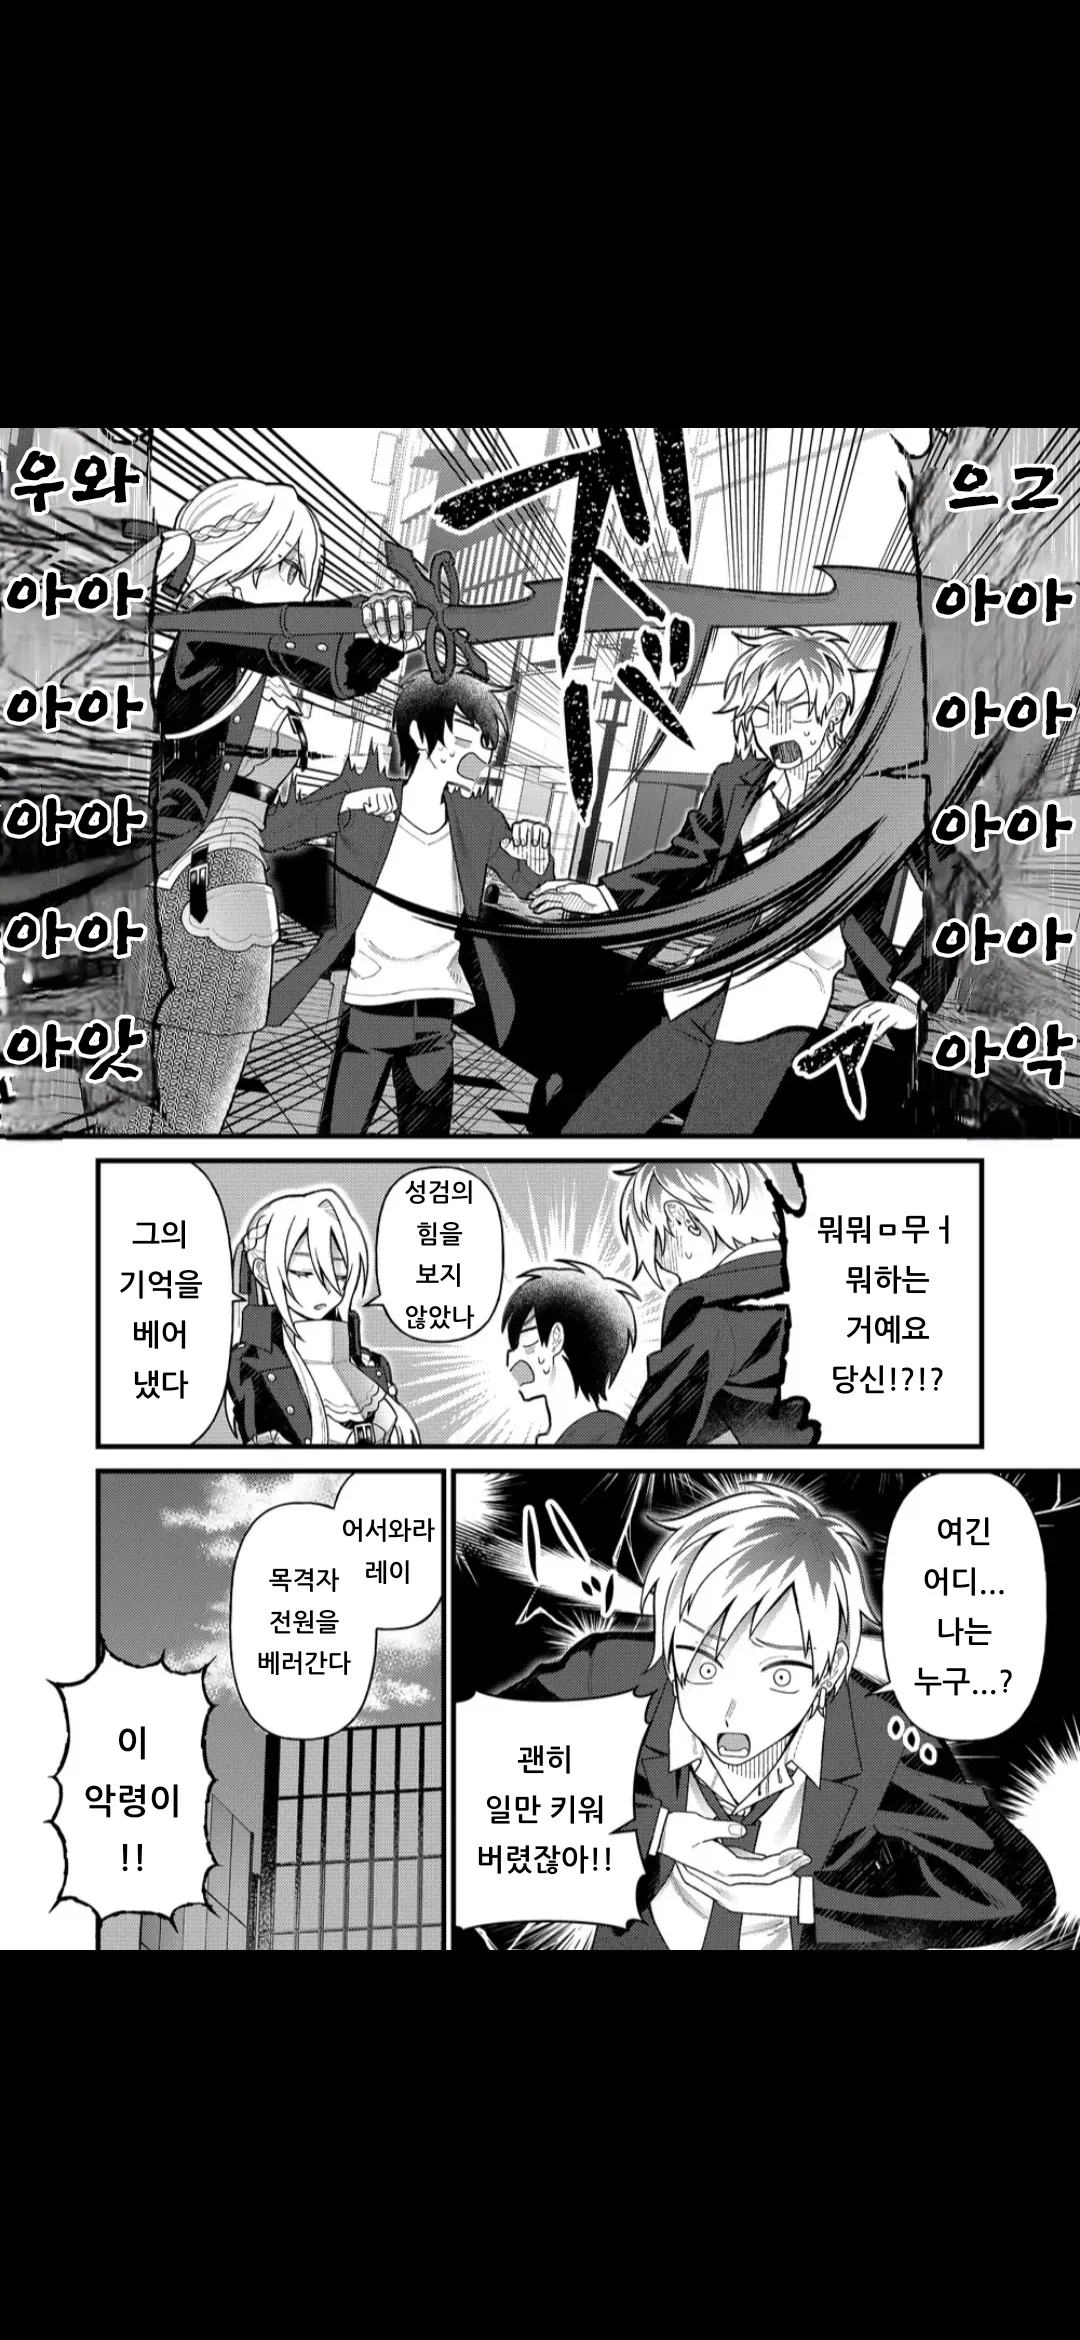 으그
아아
아아
아아
아아
아악
우와
아아
아아
아아
아아
아앗
ズバ
뭐뭐ㅁ무ㅓ
뭐하는
거예요
당신!?!?
성검의
힘을
보지
않았나
그의
기억을
베어
냈다
여긴
어디...
나는
누구...?
괜히
일만 키워
버렸잖아!!
어서와라
레이
목격자
전원을
베러간다
이
악령이
!!